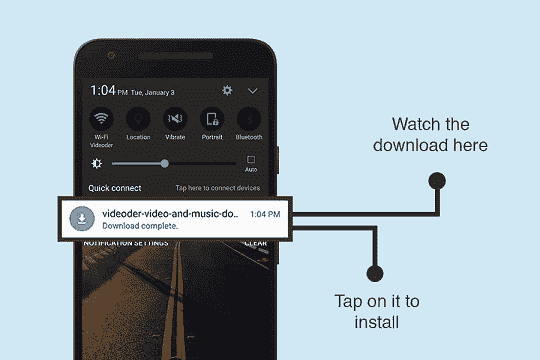 1:04 PM Tue, January 3
Wi-Fi Location Vibrate Portrait Bluetooth
Videoder
Auto
Quick connect Tap here to connect devices
videoder-video-and-music-do.. 1:04 PM
Download complete.
NOTIFICATION SETTINGS CLEAR
Watch the
download here
Tap on it to
install